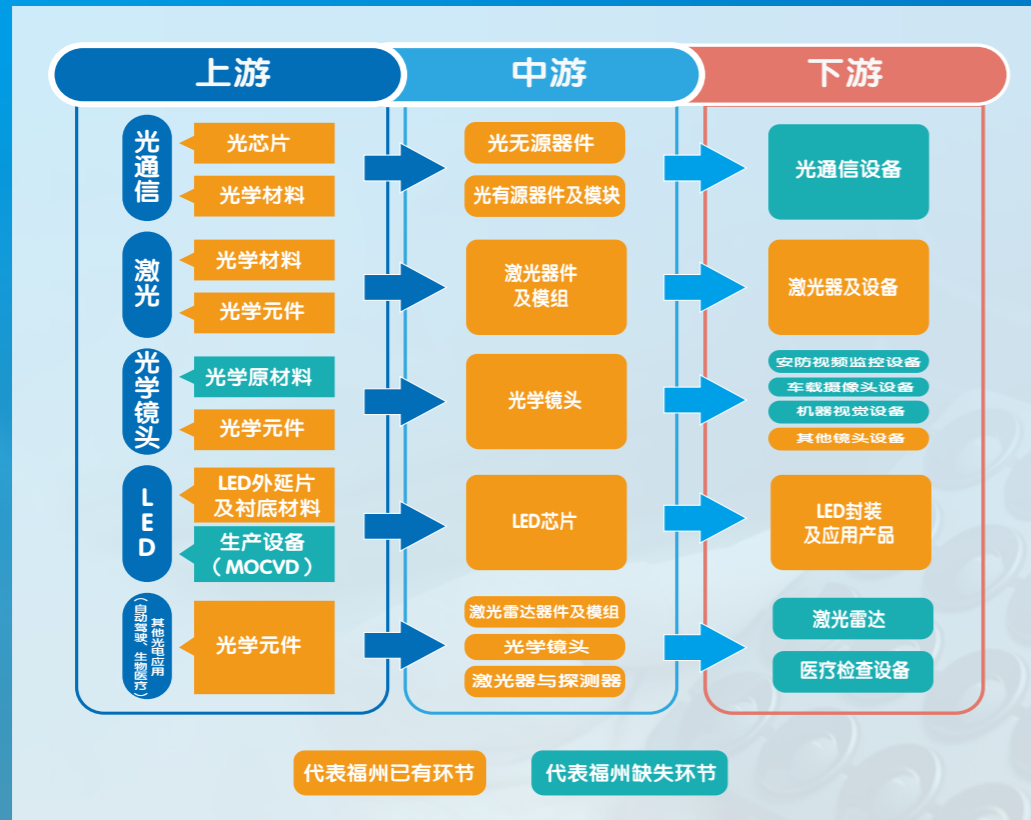 上游
中游
下游
光通信
光芯片
光学材料
光无源器件
光有源器件及模块
光通信设备
激光
光学材料
光学元件
激光器件
及模组
激光器及设备
光学镜头
光学原材料
光学元件
光学镜头
安防视频监控设备
车载摄像头设备
机器视觉设备
其他镜头设备
LED
LED外延片
及衬底材料
生产设备
（MOCVD）
LED芯片
LED封装
及应用产品
其他光电应用
（自动驾驶、生物医疗）
光学元件
激光雷达器件及模组
光学镜头
激光器与探测器
激光雷达
医疗检查设备
代表福州已有环节
代表福州缺失环节